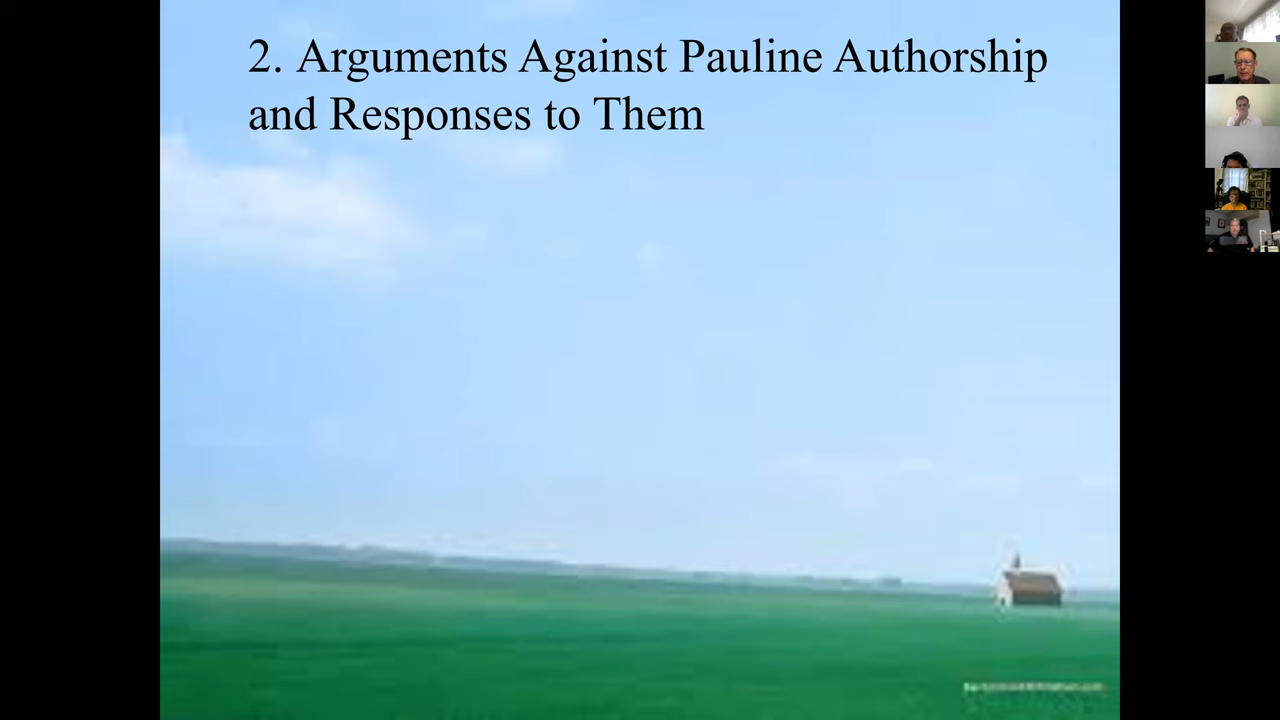 2. Arguments Against Pauline Authorship
and Responses to Them